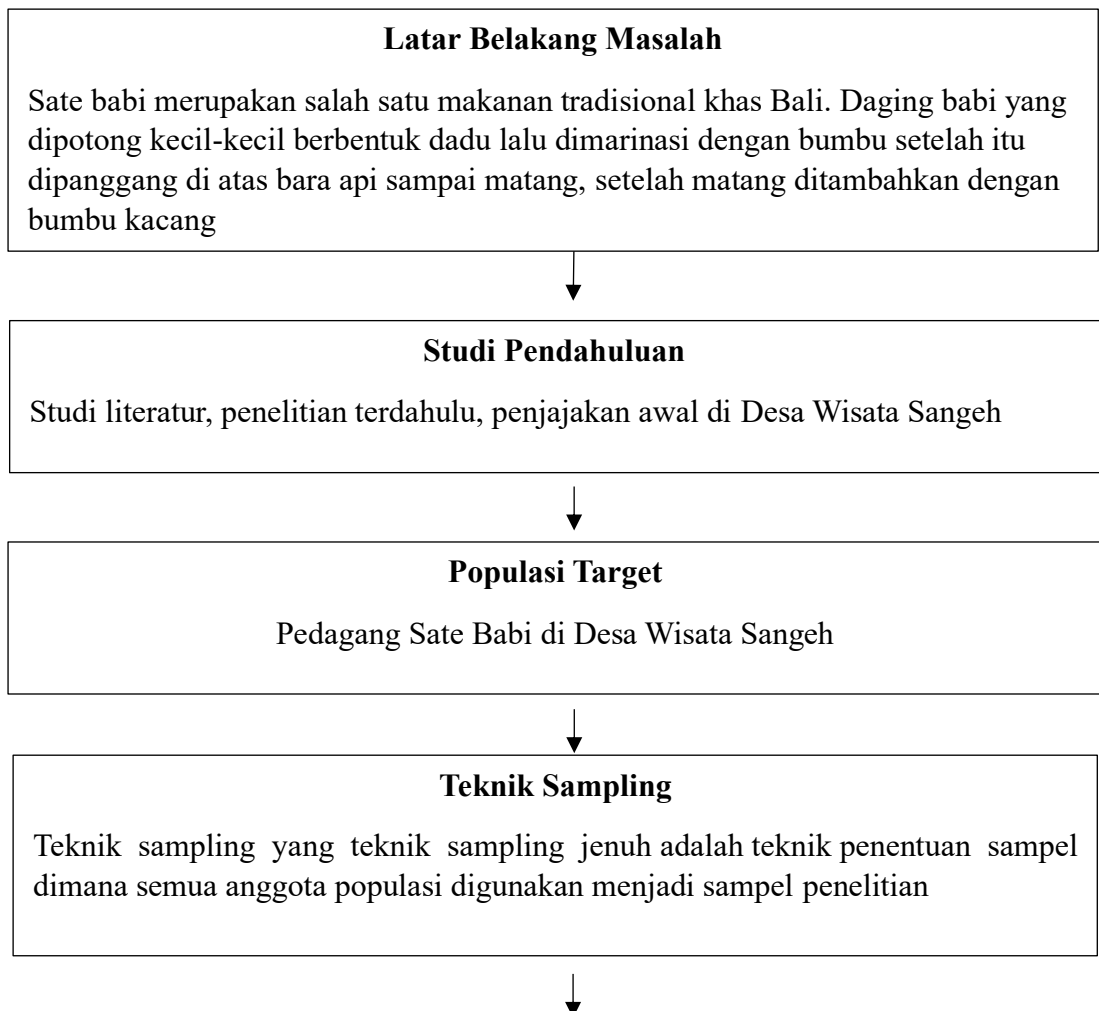 Latar Belakang Masalah
Sate babi merupakan salah satu makanan tradisional khas Bali. Daging babi yang
dipotong kecil-kecil berbentuk dadu lalu dimarinasi dengan bumbu setelah itu
dipanggang di atas bara api sampai matang, setelah matang ditambahkan dengan
bumbu kacang
Studi Pendahuluan
Studi literatur, penelitian terdahulu, penjajakan awal di Desa Wisata Sangeh
Populasi Target
Pedagang Sate Babi di Desa Wisata Sangeh
Teknik Sampling
Teknik sampling yang teknik sampling jenuh adalah teknik penentuan sampel
dimana semua anggota populasi digunakan menjadi sampel penelitian